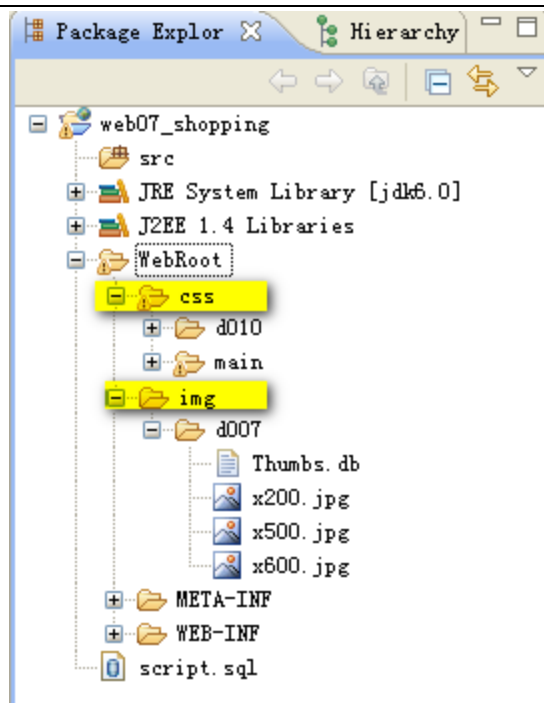 Package Explor Hierarchy
web07_shopping
src
JRE System Library [jdk6.0]
J2EE 1.4 Libraries
WebRoot
css
d010
main
img
d007
Thumbs.db
x200.jpg
x500.jpg
x600.jpg
META-INF
WEB-INF
script.sql